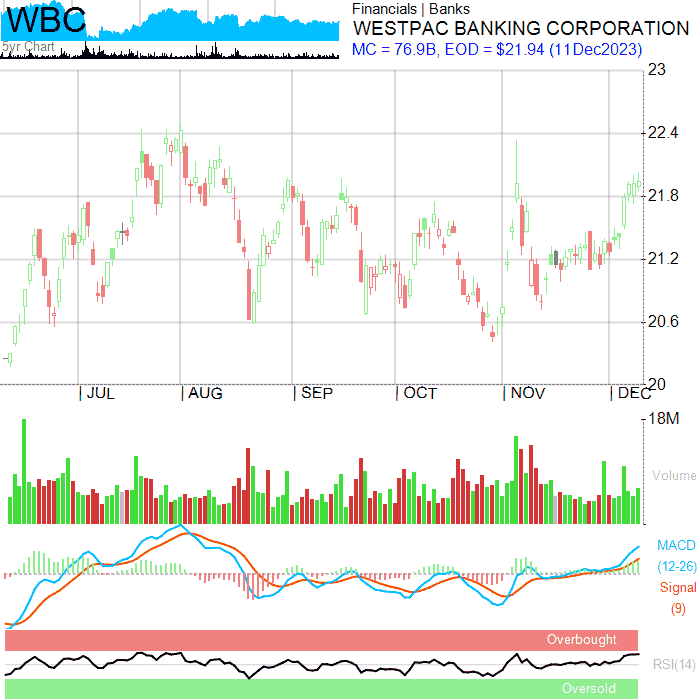 WBC
5yr Chart
Financials | Banks
WESTPAC BANKING CORPORATION
MC = 76.9B, EOD = $21.94 (11Dec2023)
23
22.4
21.8
21.2
20.6
20
JUL AUG SEP OCT NOV DEC
18M
Volume
MACD
(12-26)
Signal
(9)
Overbought
RSI(14)
Oversold